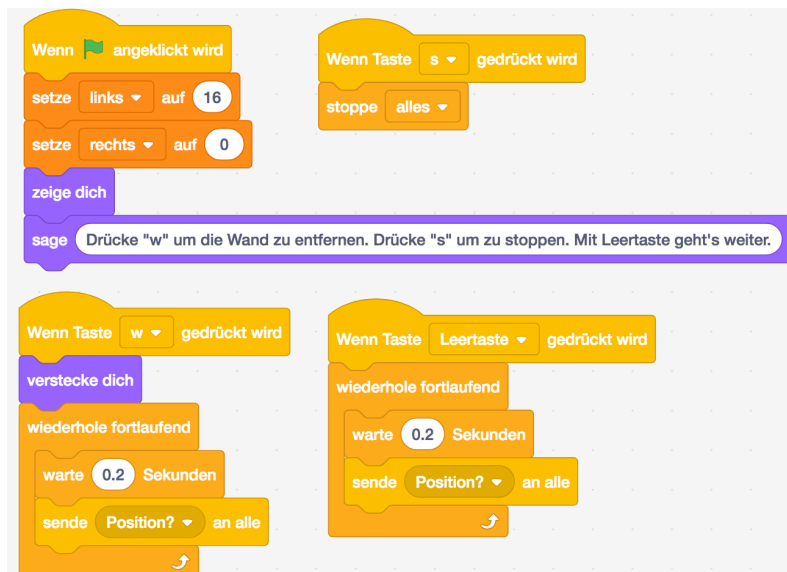 Wenn angeklickt wird
setze links auf 16
setze rechts auf 0
zeige dich
sage Drücke "w" um die Wand zu entfernen. Drücke "s" um zu stoppen. Mit Leertaste geht's weiter.
Wenn Taste s gedrückt wird
stoppe alles
Wenn Taste w gedrückt wird
verstecke dich
wiederhole fortlaufend
warte 0.2 Sekunden
sende Position? an alle
Wenn Taste Leertaste gedrückt wird
wiederhole fortlaufend
warte 0.2 Sekunden
sende Position? an alle